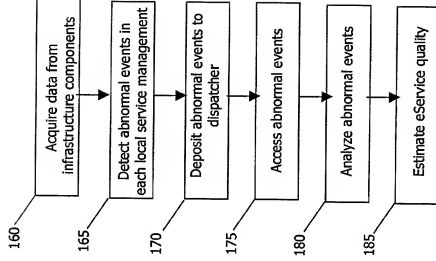 160
Acquire data from
infrastructure components
165
Detect abnormal events in
each local service management
170
Deposit abnormal events to
dispatcher
175
Access abnormal events
180
Analyze abnormal events
185
Estimate eService quality